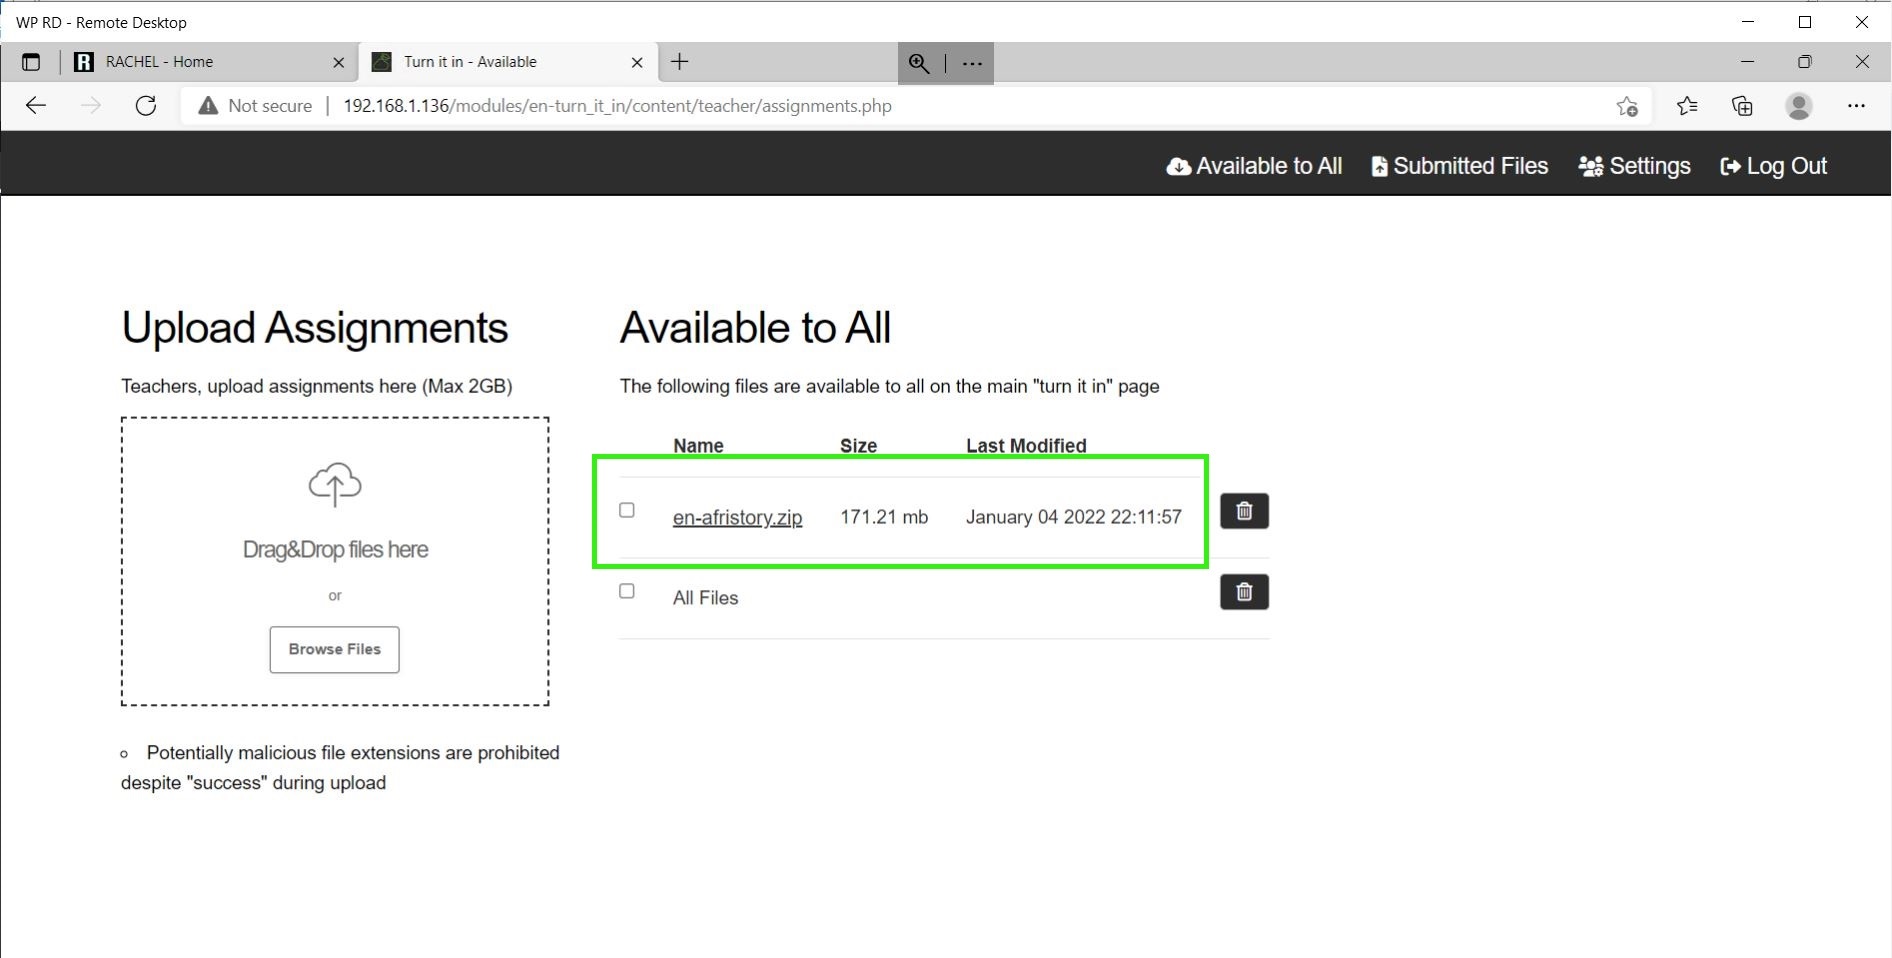 WP RD - Remote Desktop
RACHEL - Home
Turn it in - Available
Not secure | 192.168.1.136/modules/en-turn_it_in/content/teacher/assignments.php
Available to All Submitted Files Settings Log Out
Upload Assignments
Teachers, upload assignments here (Max 2GB)
Drag&Drop files here
or
Browse Files
Potentially malicious file extensions are prohibited
despite "success" during upload
Available to All
The following files are available to all on the main "turn it in" page
Name Size Last Modified
en-afristory.zip 171.21 mb January 04 2022 22:11:57
All Files